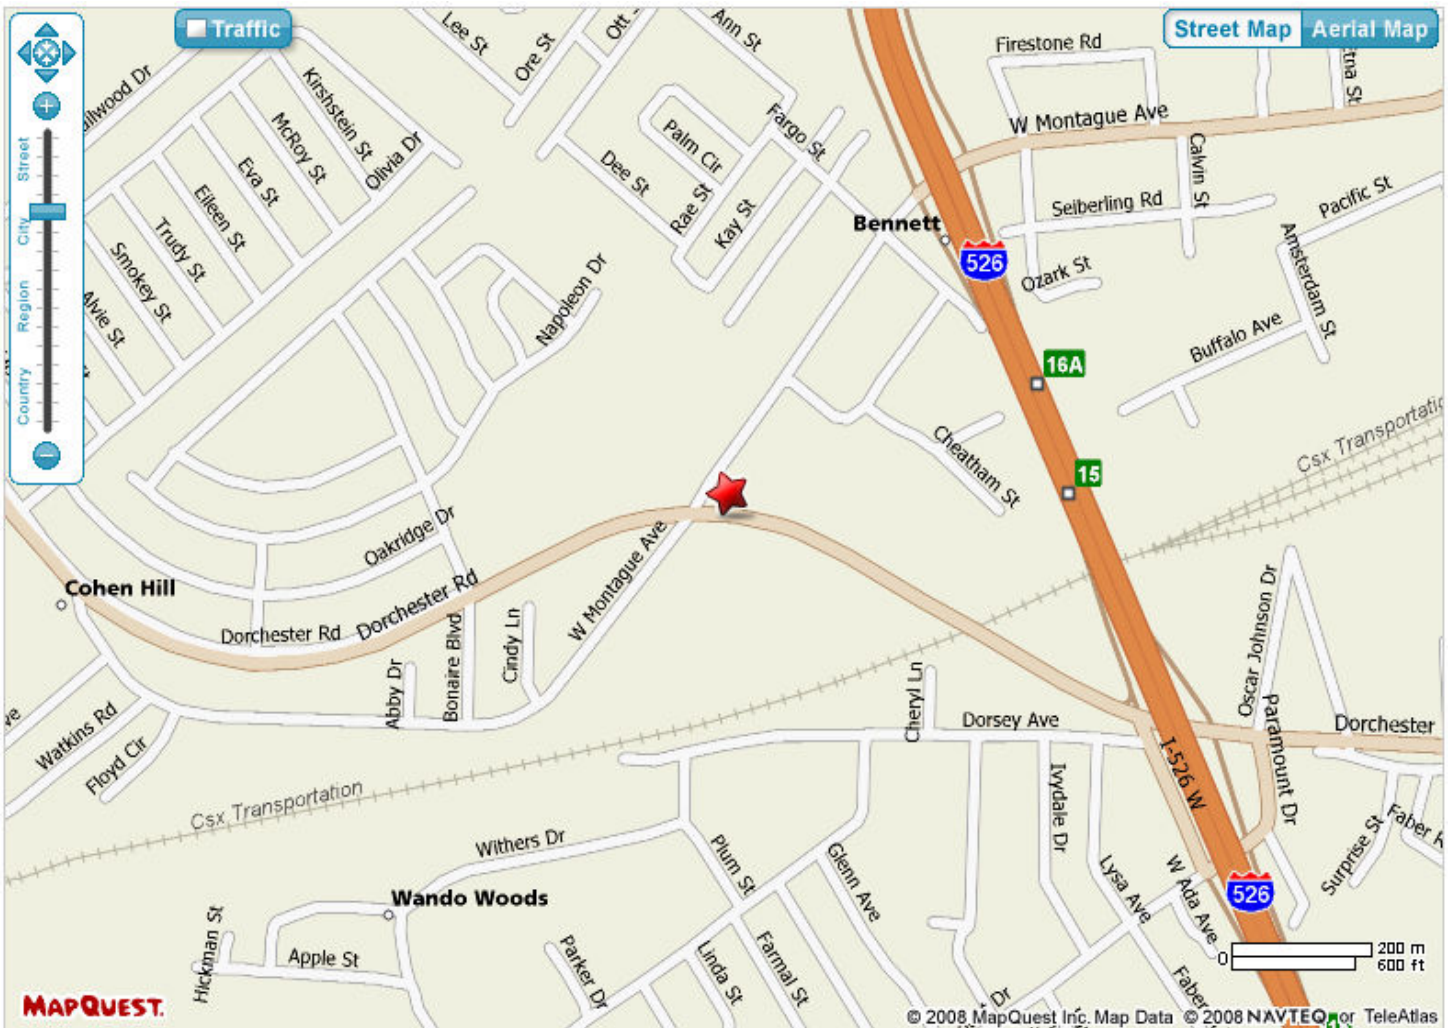 Traffic
Street Map
Aerial Map
Street
City
Region
Country
Lee St
Ore St
Ann St
Firestone Rd
Kirshstein St
McRoy St
Olivia Dr
Eva St
Eileen St
Trudy St
Smokey St
Alvie St
Palm Cir
Fargo St
Dee St
Rae St
Kay St
W Montague Ave
Calvin St
Seiberling Rd
Pacific St
Bennett
526
Ozark St
Amsterdam St
Buffalo Ave
Napoleon Dr
16A
15
Cheatham St
Csx Transportatio
Oakridge Dr
Cohen Hill
Dorchester Rd
Dorchester Rd
W Montague Ave
Bonaire Blvd
Cindy Ln
Abby Dr
Watkins Rd
Floyd Cir
Oscar Johnson Dr
Paramount Dr
Cheryl Ln
Dorsey Ave
Dorchester
I-526 W
Csx Transportation
Withers Dr
Plum St
Glenn Ave
Ivydale Dr
Lysa Ave
W Ada Ave
Surprise St
Faber R
526
Wando Woods
Hickman St
Apple St
Parker Dr
Linda St
Farmal St
Dr
Faber
0
200 m
600 ft
MAPQUEST.
© 2008 MapQuest Inc. Map Data © 2008 NAVTEQ or TeleAtlas